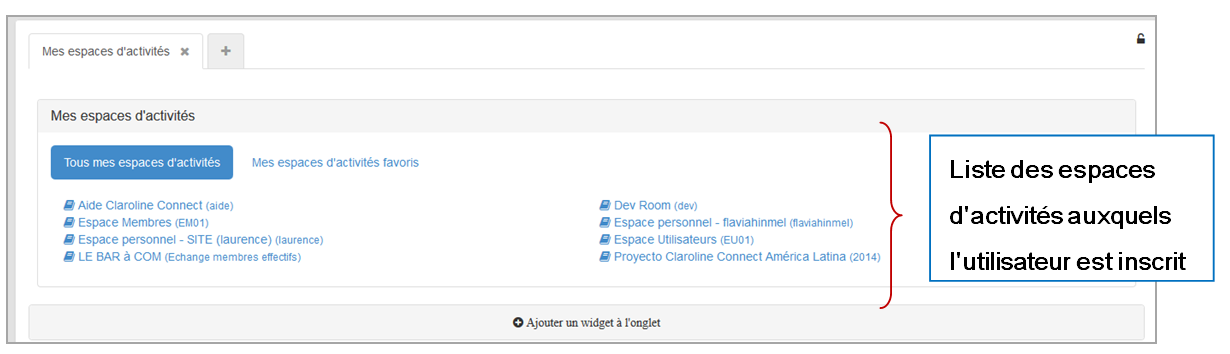 Mes espaces d'activités ✖ +
Mes espaces d'activités
Tous mes espaces d'activités Mes espaces d'activités favoris
Aide Claroline Connect (aide)
Espace Membres (EM01)
Espace personnel - SITE (laurence) (laurence)
LE BAR à COM (Echange membres effectifs)
Dev Room (dev)
Espace personnel - flaviahinmel (flaviahinmel)
Espace Utilisateurs (EU01)
Proyecto Claroline Connect América Latina (2014)
Liste des espaces
d'activités auxquels
l'utilisateur est inscrit
Ajouter un widget à l'onglet